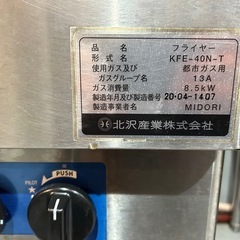 品名 フライヤー
形式名 KFE-40N-T
使用ガス及び 都市ガス用
ガスグループ名 13A
ガス消費量 8.5kW
製造年月及び製造番号 20·04-1407
製造事業者名 MIDORI
北沢産業株式会社
PILOT
PUSH